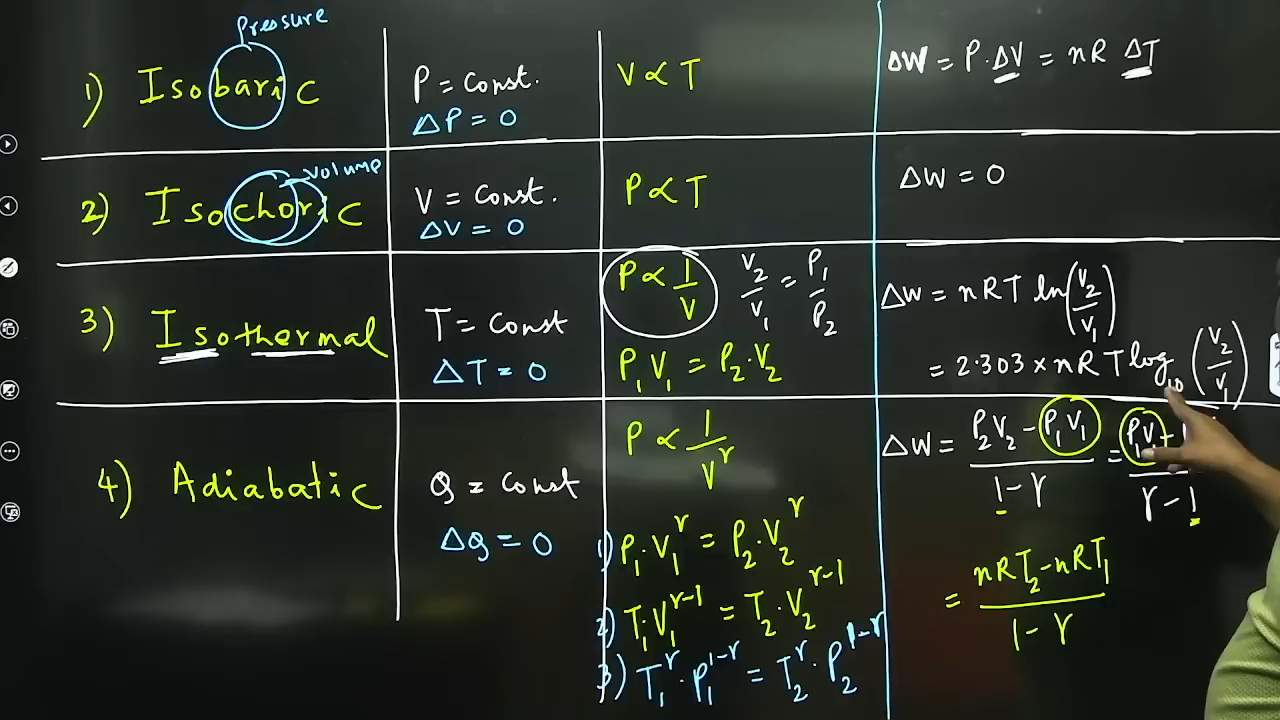 Pressure
1) Isobaric
P = Const.
ΔP = 0
V ∝ T
ΔW = P.ΔV = nR ΔT
volume
2) Isochoric
V = Const.
ΔV = 0
P ∝ T
ΔW = 0
3) Isothermal
T = Const
ΔT = 0
P ∝ 1/V
V₂/V₁ = P₁/P₂
P₁V₁ = P₂.V₂
ΔW = nRT ln(V₂/V₁)
= 2.303 × nRT log₁₀ (V₂/V₁)
4) Adiabatic
Q = Const
ΔQ = 0
P ∝ 1/V^r
1) P₁.V₁^r = P₂.V₂^r
2) T₁.V₁^r-1 = T₂.V₂^r-1
3) T₁^r.P₁^1-r = T₂^r.P₂^1-r
ΔW = P₂V₂ - P₁V₁ / 1-r = P₁V₁ - / r-1
= nRT₂-nRT₁ / 1-r